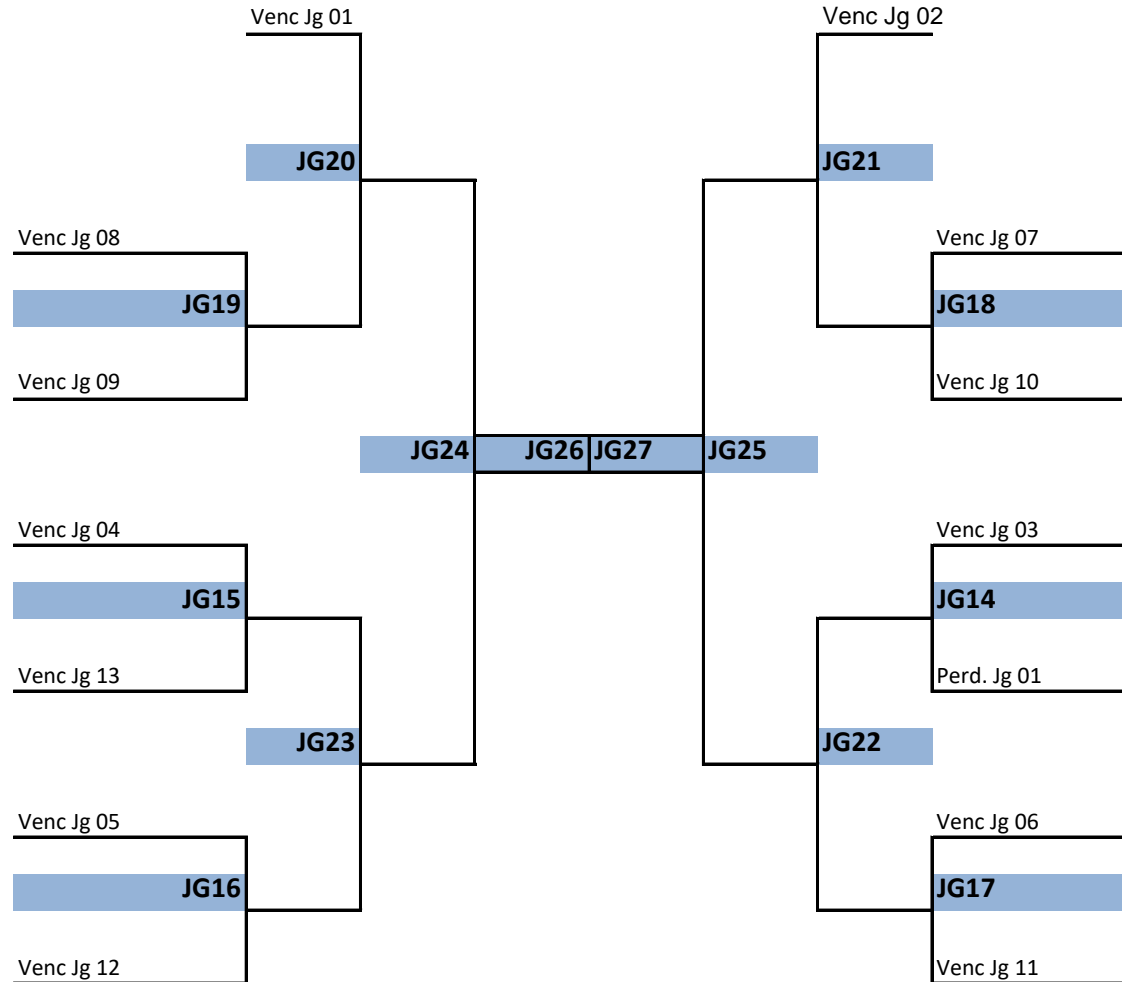 Venc Jg 01
Venc Jg 02
JG20
JG21
Venc Jg 08
Venc Jg 07
JG19
JG18
Venc Jg 09
Venc Jg 10
JG24
JG26
JG27
JG25
Venc Jg 04
Venc Jg 03
JG15
JG14
Venc Jg 13
Perd. Jg 01
JG23
JG22
Venc Jg 05
Venc Jg 06
JG16
JG17
Venc Jg 12
Venc Jg 11